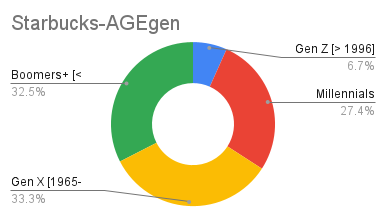 Starbucks-AGEgen
Gen Z [> 1996]
6.7%
Boomers+ [<
32.5%
Millennials
27.4%
Gen X [1965-
33.3%